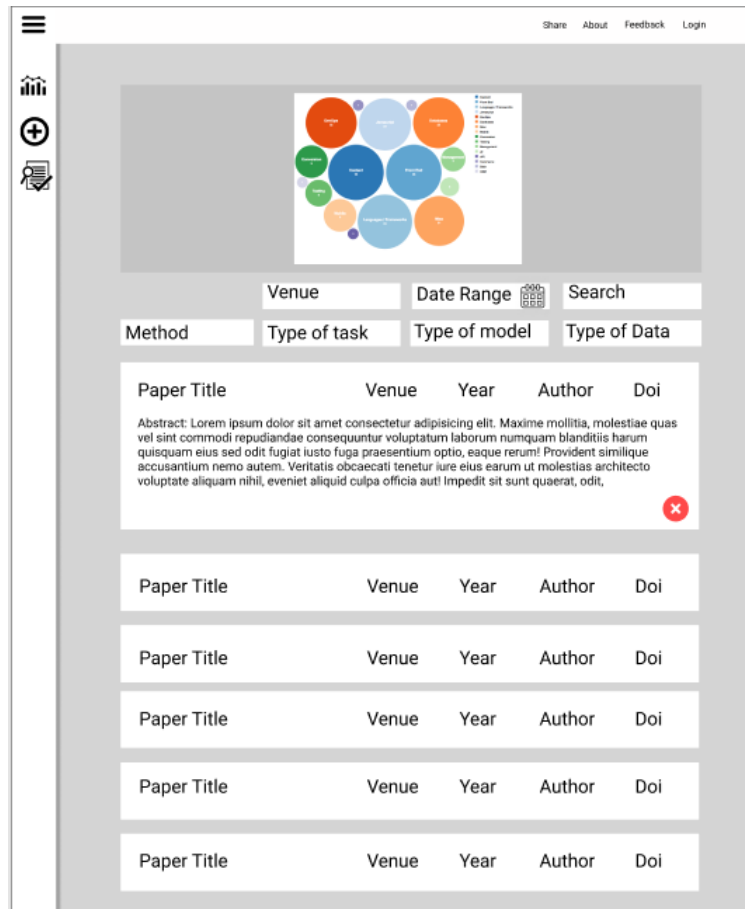 Share About Feedback Login
Venue Date Range Search
Method Type of task Type of model Type of Data
Paper Title Venue Year Author Doi
Abstract: Lorem ipsum dolor sit amet consectetur adipisicing elit. Maxime mollitia, molestiae quas
vel sint commodi repudiandae consequuntur voluptatum laborum numquam blanditiis harum
quisquam eius sed odit fugiat iusto fuga praesentium optio, eaque rerum! Provident similique
accusantium nemo autem. Veritatis obcaecati tenetur iure eius earum ut molestias architecto
voluptate aliquam nihil, eveniet aliquid culpa officia aut! Impedit sit sunt quaerat, odit,
Paper Title Venue Year Author Doi
Paper Title Venue Year Author Doi
Paper Title Venue Year Author Doi
Paper Title Venue Year Author Doi
Paper Title Venue Year Author Doi